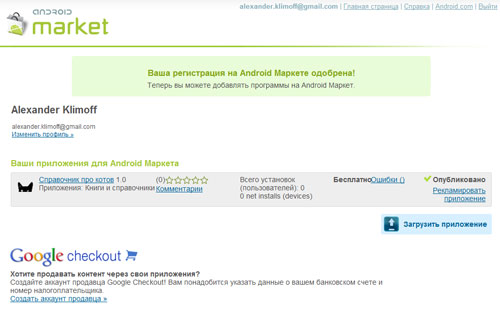 alexander.klimoff@gmail.com | Главная страница | Справка | Android.com | Выйти
ANDROID
market
Ваша регистрация на Android Маркете одобрена!
Теперь вы можете добавлять программы на Android Маркет.
Alexander Klimoff
alexander.klimoff@gmail.com
Изменить профиль »
Ваши приложения для Android Маркета
Справочник про котов 1.0
Приложения: Книги и справочники
(0)
Комментарии
Всего установок
(пользователей): 0
0 net installs (devices)
Бесплатно
Ошибки ()
Опубликовано
Рекламировать
приложение
Загрузить приложение
Google checkout
Хотите продавать контент через свои приложения?
Создайте аккаунт продавца Google Checkout! Вам понадобится указать данные о вашем банковском счете и
номер налогоплательщика.
Создать аккаунт продавца »